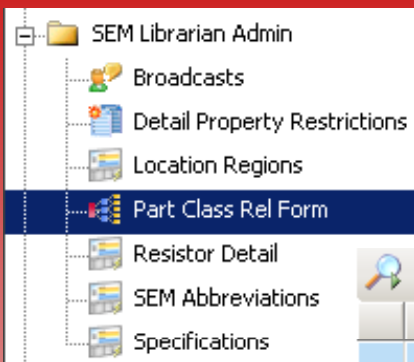 SEM Librarian Admin
Broadcasts
Detail Property Restrictions
Location Regions
Part Class Rel Form
Resistor Detail
SEM Abbreviations
Specifications